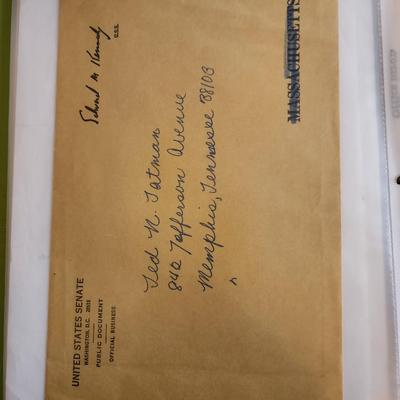 UNITED STATES SENATE
WASHINGTON, D.C. 20510
PUBLIC DOCUMENT
OFFICIAL BUSINESS
Edward M Kennedy
U.S.S.
Ted N. Tatman
842 Jefferson Avenue
Memphis, Tennessee 38103
MASSACHUSETTS